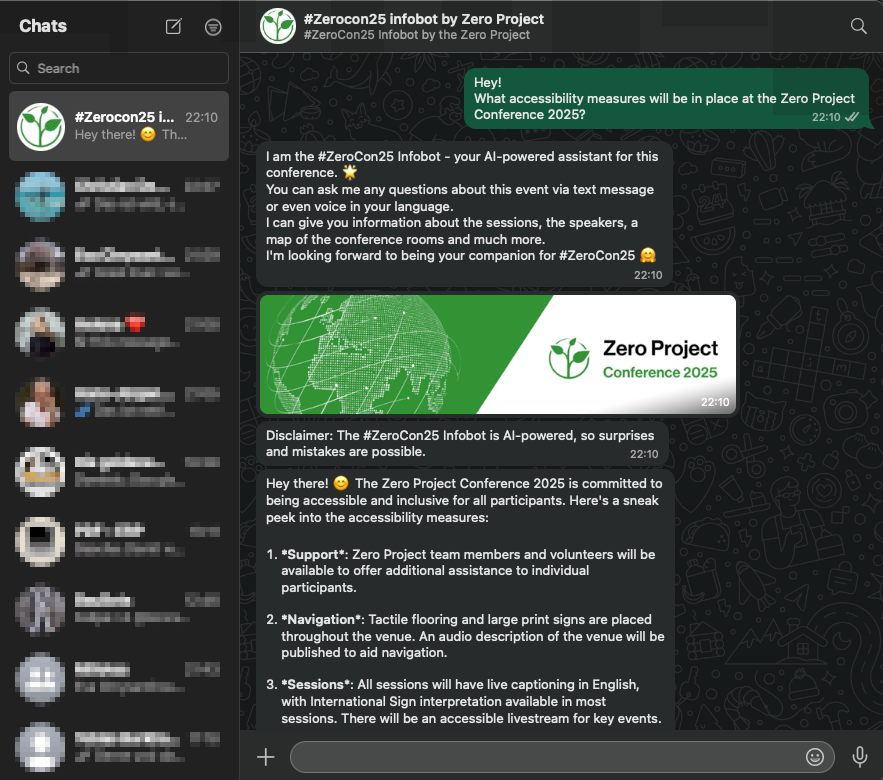 Chats
Search
#Zerocon25 i... 22:10
Hey there! 😊 Th...
#Zerocon25 infobot by Zero Project
#ZeroCon25 Infobot by the Zero Project
Hey!
What accessibility measures will be in place at the Zero Project
Conference 2025?
22:10
I am the #ZeroCon25 Infobot - your AI-powered assistant for this
conference. 🌟
You can ask me any questions about this event via text message
or even voice in your language.
I can give you information about the sessions, the speakers, a
map of the conference rooms and much more.
I'm looking forward to being your companion for #ZeroCon25 🤗
22:10
Zero Project
Conference 2025
22:10
Disclaimer: The #ZeroCon25 Infobot is AI-powered, so surprises
and mistakes are possible.
22:10
Hey there! 😊 The Zero Project Conference 2025 is committed to
being accessible and inclusive for all participants. Here's a sneak
peek into the accessibility measures:
1. *Support*: Zero Project team members and volunteers will be
available to offer additional assistance to individual
participants.
2. *Navigation*: Tactile flooring and large print signs are placed
throughout the venue. An audio description of the venue will be
published to aid navigation.
3. *Sessions*: All sessions will have live captioning in English,
with International Sign interpretation available in most
sessions. There will be an accessible livestream for key events.